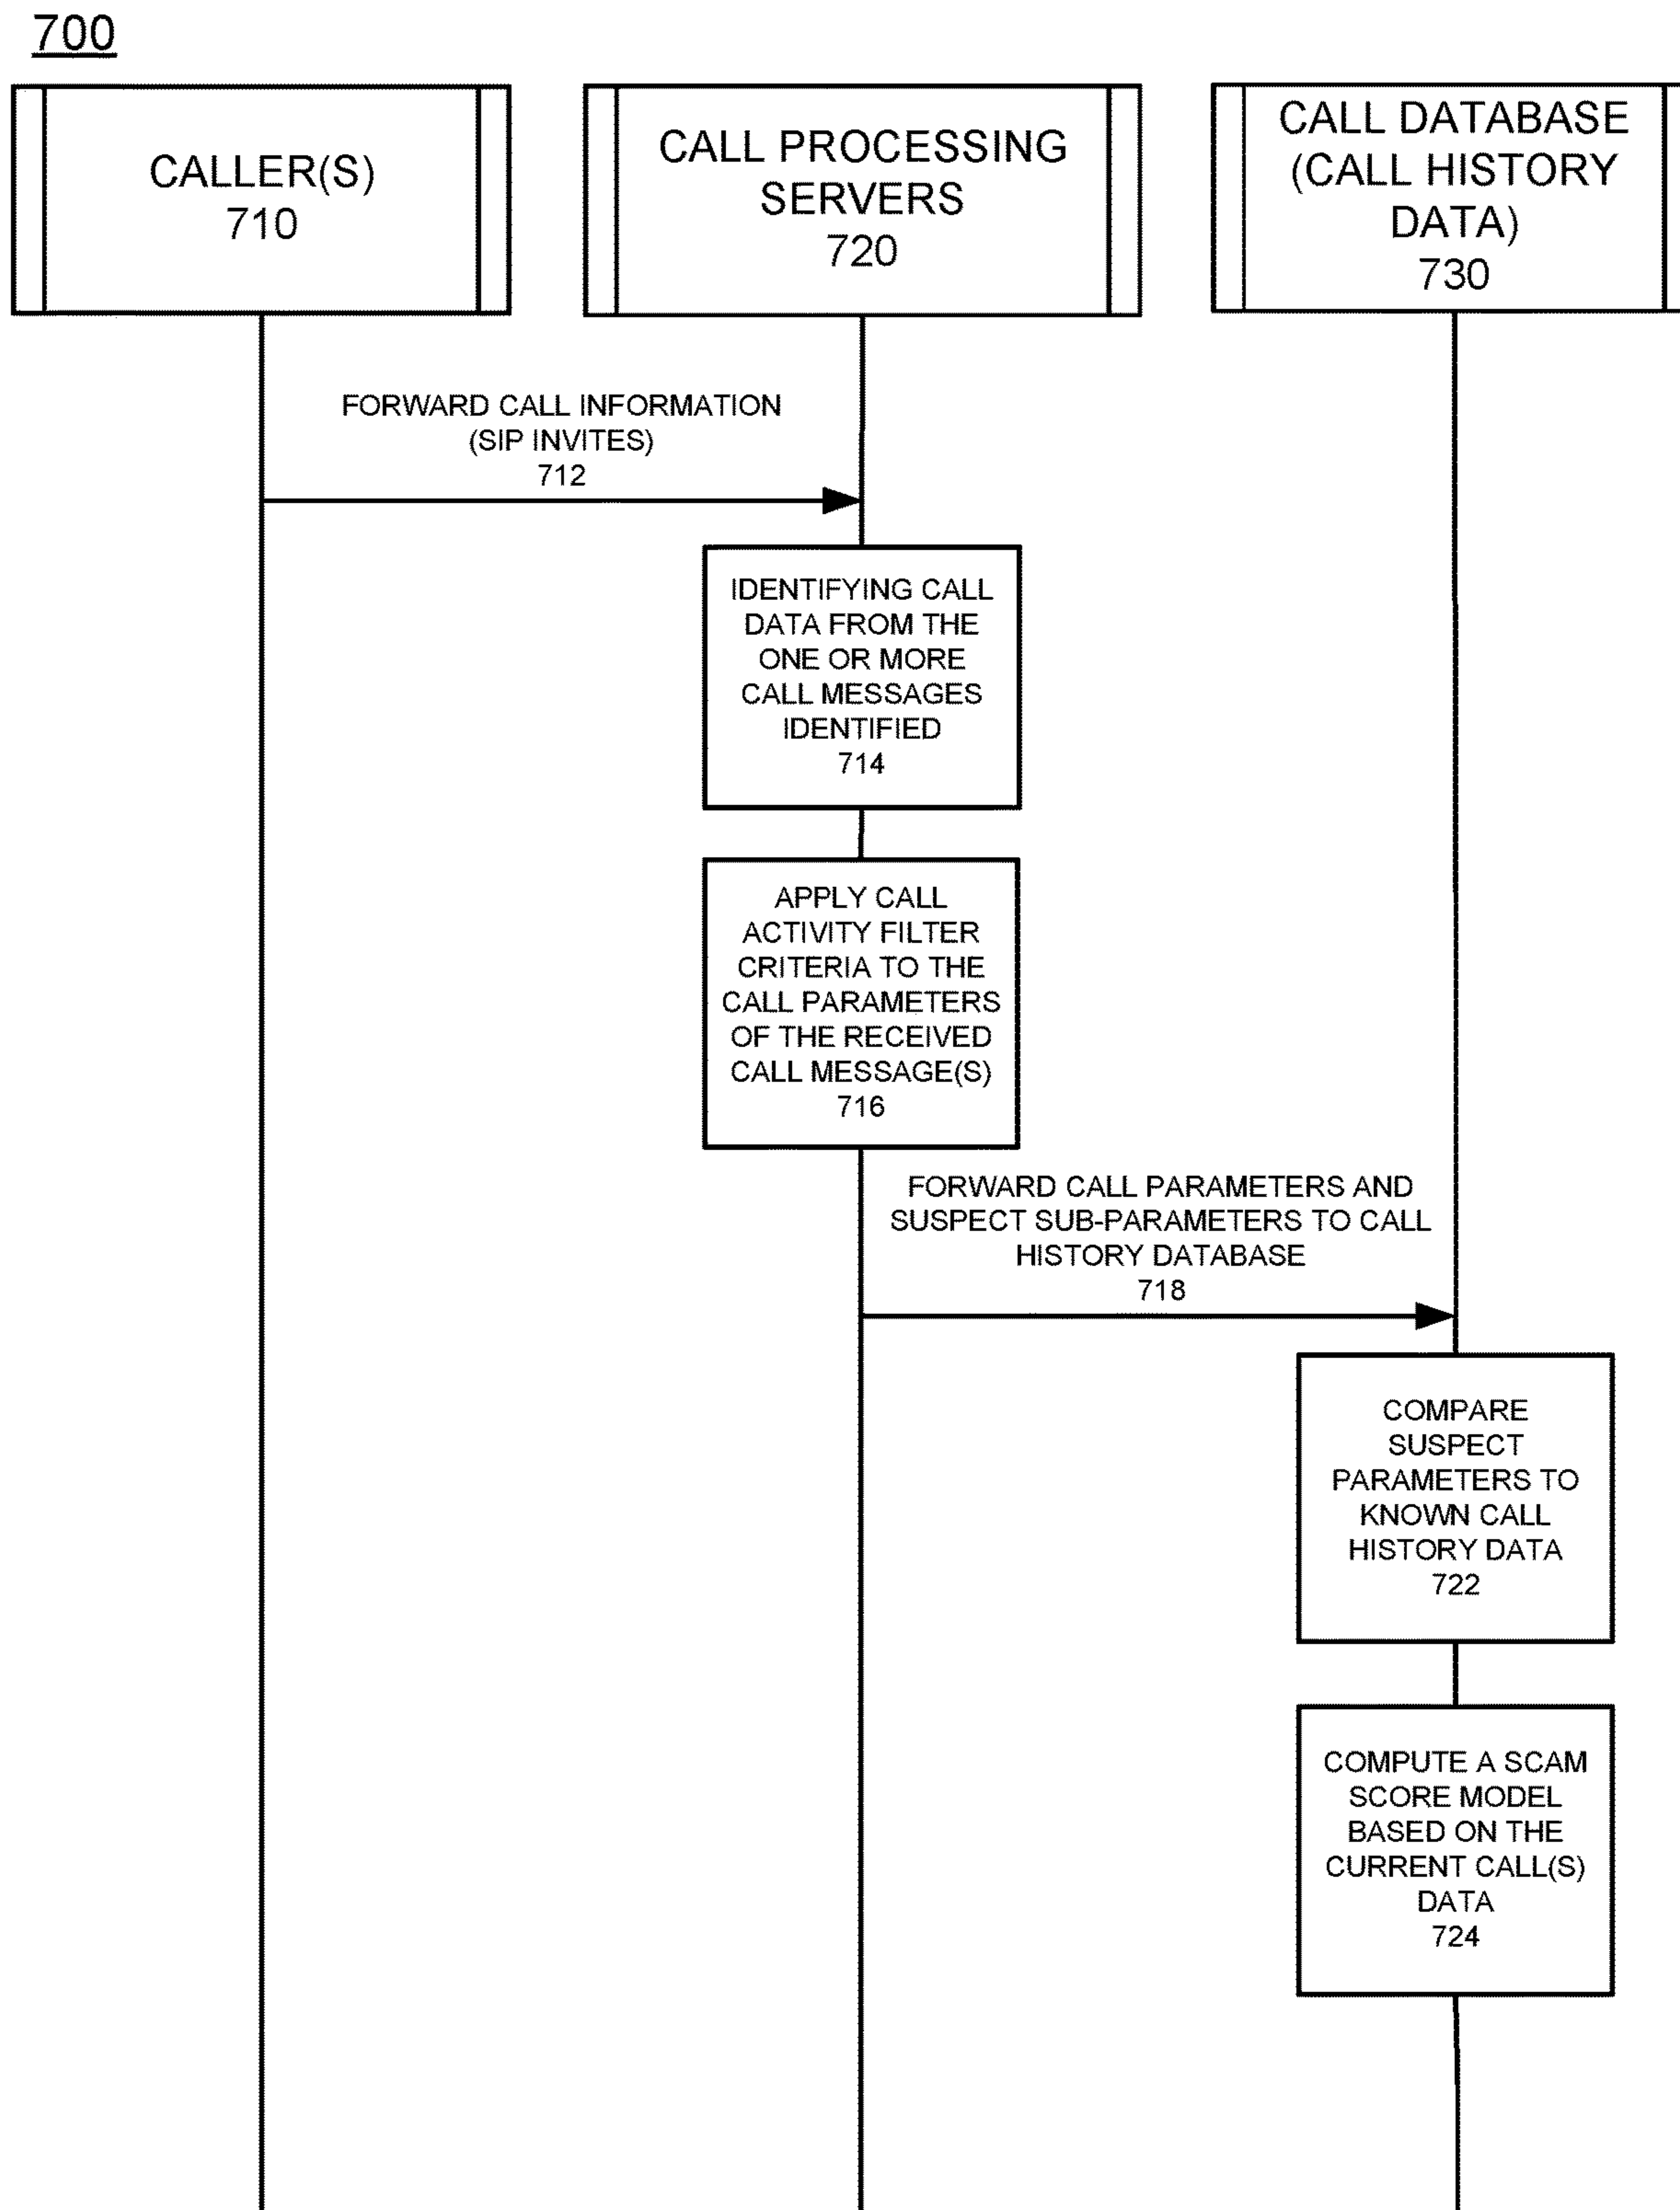 700
CALLER(S)
710
CALL PROCESSING
SERVERS
720
CALL DATABASE
(CALL HISTORY
DATA)
730
FORWARD CALL INFORMATION
(SIP INVITES)
712
IDENTIFYING CALL
DATA FROM THE
ONE OR MORE
CALL MESSAGES
IDENTIFIED
714
APPLY CALL
ACTIVITY FILTER
CRITERIA TO THE
CALL PARAMETERS
OF THE RECEIVED
CALL MESSAGE(S)
716
FORWARD CALL PARAMETERS AND
SUSPECT SUB-PARAMETERS TO CALL
HISTORY DATABASE
718
COMPARE
SUSPECT
PARAMETERS TO
KNOWN CALL
HISTORY DATA
722
COMPUTE A SCAM
SCORE MODEL
BASED ON THE
CURRENT CALL(S)
DATA
724